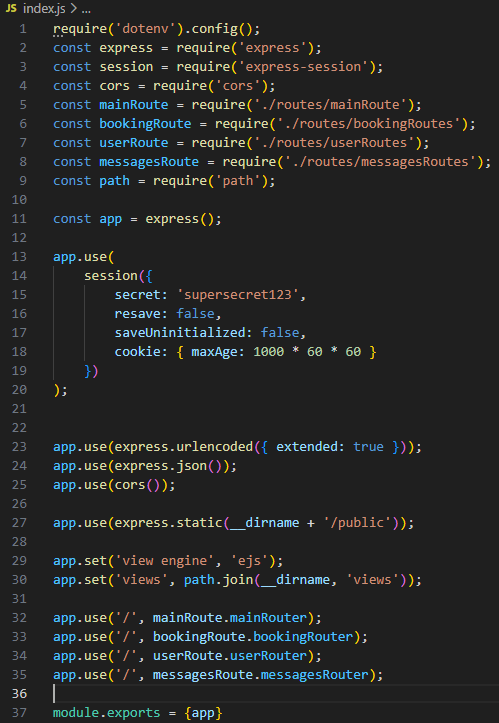 JS index.js > ...
1 require('dotenv').config();
2 const express = require('express');
3 const session = require('express-session');
4 const cors = require('cors');
5 const mainRoute = require('./routes/mainRoute');
6 const bookingRoute = require('./routes/bookingRoutes');
7 const userRoute = require('./routes/userRoutes');
8 const messagesRoute = require('./routes/messagesRoutes');
9 const path = require('path');
10
11 const app = express();
12
13 app.use(
14     session({
15         secret: 'supersecret123',
16         resave: false,
17         saveUninitialized: false,
18         cookie: { maxAge: 1000 * 60 * 60 }
19     })
20 );
21
22
23 app.use(express.urlencoded({ extended: true }));
24 app.use(express.json());
25 app.use(cors());
26
27 app.use(express.static(__dirname + '/public'));
28
29 app.set('view engine', 'ejs');
30 app.set('views', path.join(__dirname, 'views'));
31
32 app.use('/', mainRoute.mainRouter);
33 app.use('/', bookingRoute.bookingRouter);
34 app.use('/', userRoute.userRouter);
35 app.use('/', messagesRoute.messagesRouter);
36
37 module.exports = {app}